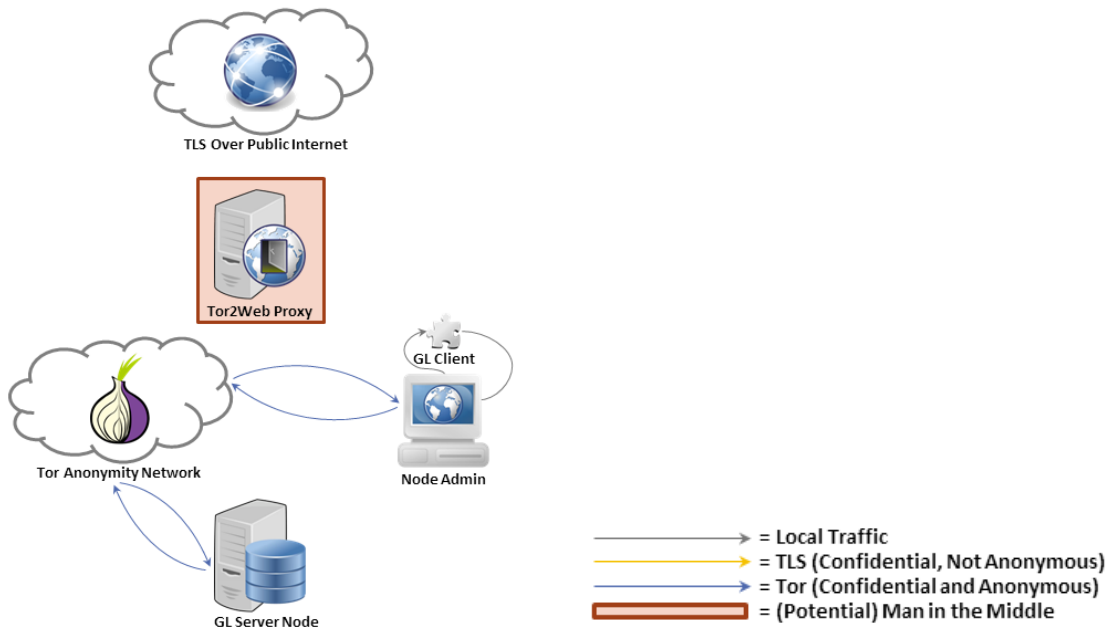 TLS Over Public Internet
Tor2Web Proxy
GL Client
Tor Anonymity Network
Node Admin
GL Server Node
= Local Traffic
= TLS (Confidential, Not Anonymous)
= Tor (Confidential and Anonymous)
= (Potential) Man in the Middle